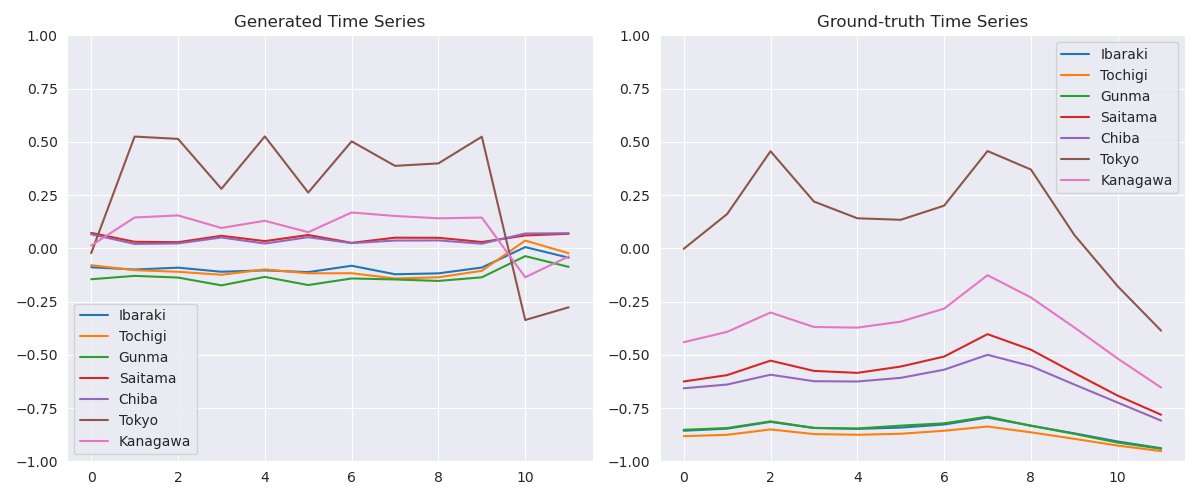 Generated Time Series
1.00
0.75
0.50
0.25
0.00
−0.25
−0.50
−0.75
−1.00
0 2 4 6 8 10
Ibaraki
Tochigi
Gunma
Saitama
Chiba
Tokyo
Kanagawa
Ground-truth Time Series
1.00
0.75
0.50
0.25
0.00
−0.25
−0.50
−0.75
−1.00
0 2 4 6 8 10
Ibaraki
Tochigi
Gunma
Saitama
Chiba
Tokyo
Kanagawa